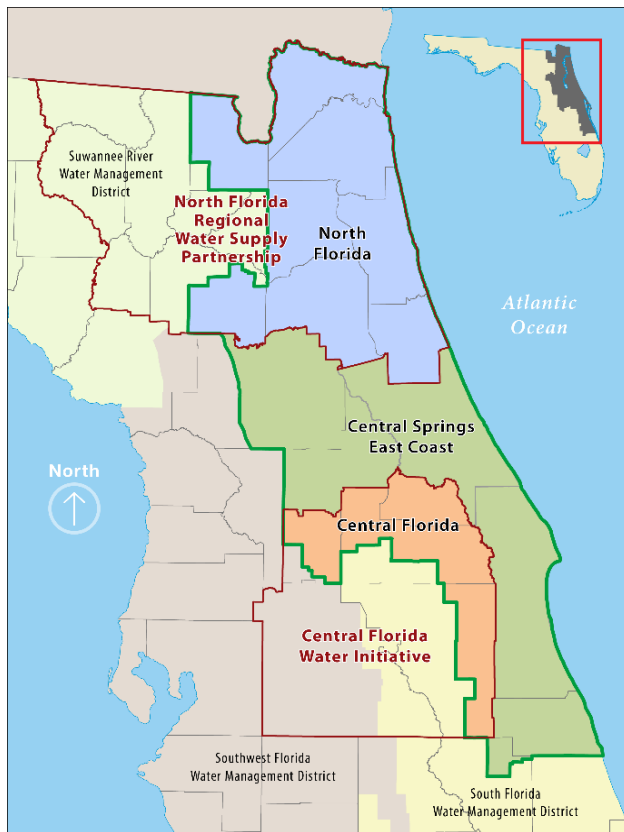 Suwannee River
Water Management
District
North Florida
Regional
Water Supply
Partnership
North
Florida
Atlantic
Ocean
Central Springs
East Coast
North
Central Florida
Central Florida
Water Initiative
Southwest Florida
Water Management District
South Florida
Water Management District